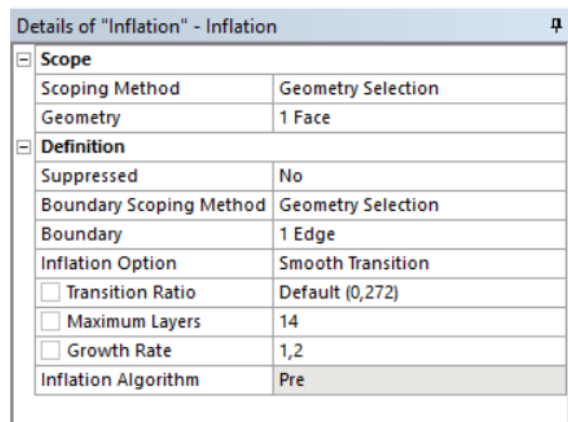 Details of "Inflation" - Inflation
Scope
Scoping Method Geometry Selection
Geometry 1 Face
Definition
Suppressed No
Boundary Scoping Method Geometry Selection
Boundary 1 Edge
Inflation Option Smooth Transition
Transition Ratio Default (0,272)
Maximum Layers 14
Growth Rate 1,2
Inflation Algorithm Pre